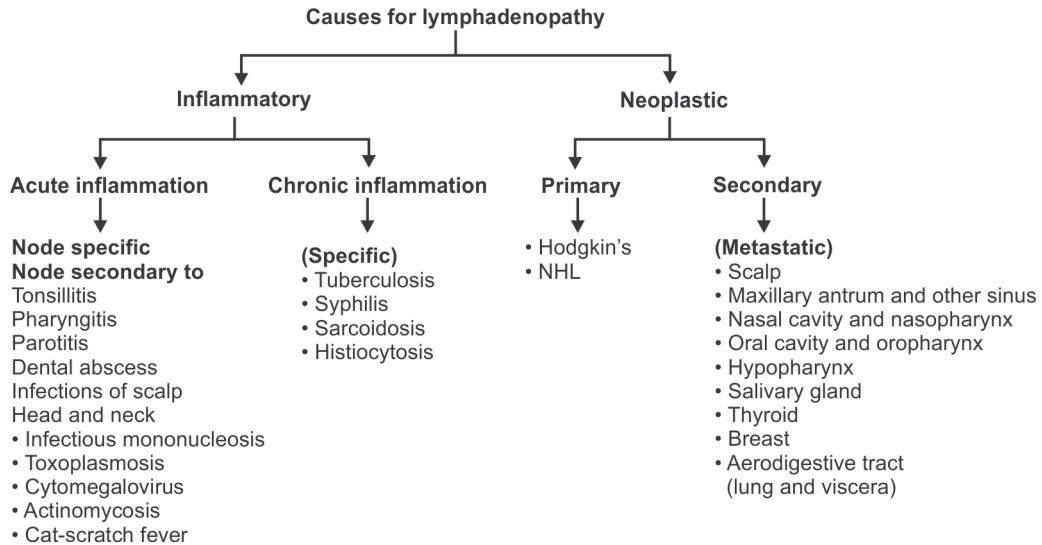 Causes for lymphadenopathy
Inflammatory
Neoplastic
Acute inflammation
Chronic inflammation
Primary
Secondary
Node specific
Node secondary to
Tonsillitis
Pharyngitis
Parotitis
Dental abscess
Infections of scalp
Head and neck
• Infectious mononucleosis
• Toxoplasmosis
• Cytomegalovirus
• Actinomycosis
• Cat-scratch fever
(Specific)
• Tuberculosis
• Syphilis
• Sarcoidosis
• Histiocytosis
• Hodgkin's
• NHL
(Metastatic)
• Scalp
• Maxillary antrum and other sinus
• Nasal cavity and nasopharynx
• Oral cavity and oropharynx
• Hypopharynx
• Salivary gland
• Thyroid
• Breast
• Aerodigestive tract
(lung and viscera)